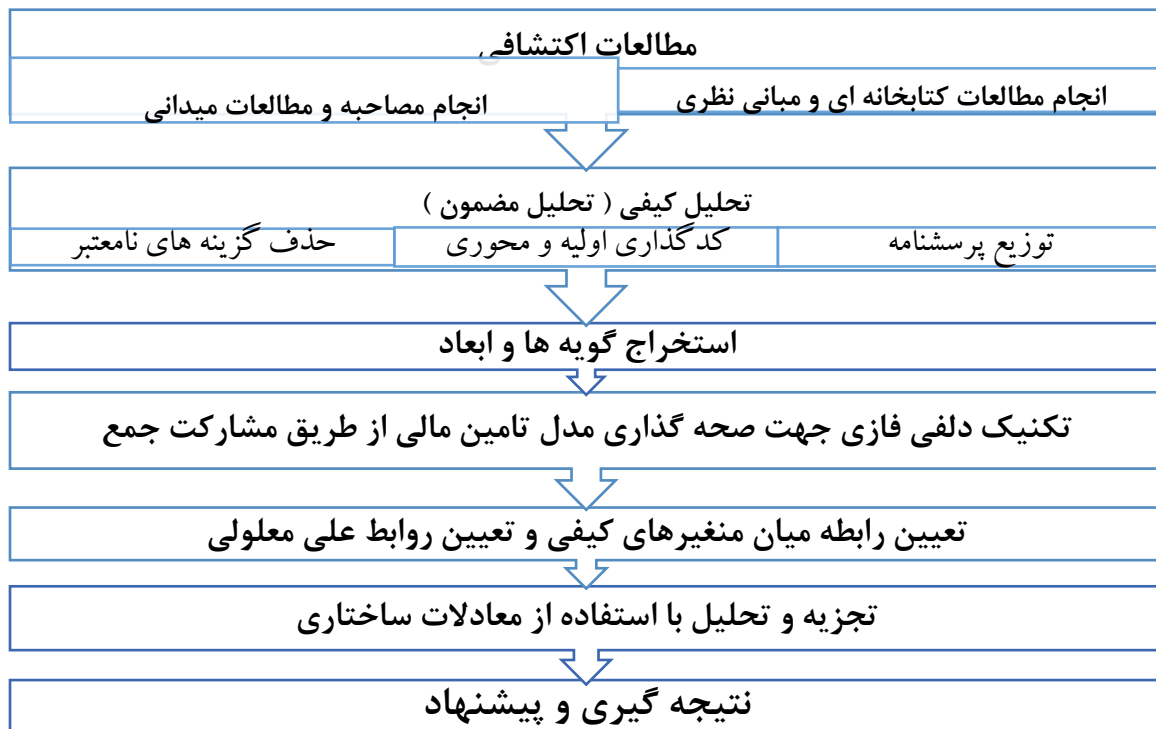 مطالعات اکتشافی
انجام مطالعات کتابخانه ای و مبانی نظری
انجام مصاحبه و مطالعات میدانی
تحلیل کیفی ( تحلیل مضمون )
توزیع پرسشنامه
کدگذاری اولیه و محوری
حذف گزینه های نامعتبر
استخراج گویه ها و ابعاد
تکنیک دلفی فازی جهت صحه گذاری مدل تامین مالی از طریق مشارکت جمع
تعیین رابطه میان منغیرهای کیفی و تعیین روابط علی معلولی
تجزیه و تحلیل با استفاده از معادلات ساختاری
نتیجه گیری و پیشنهاد